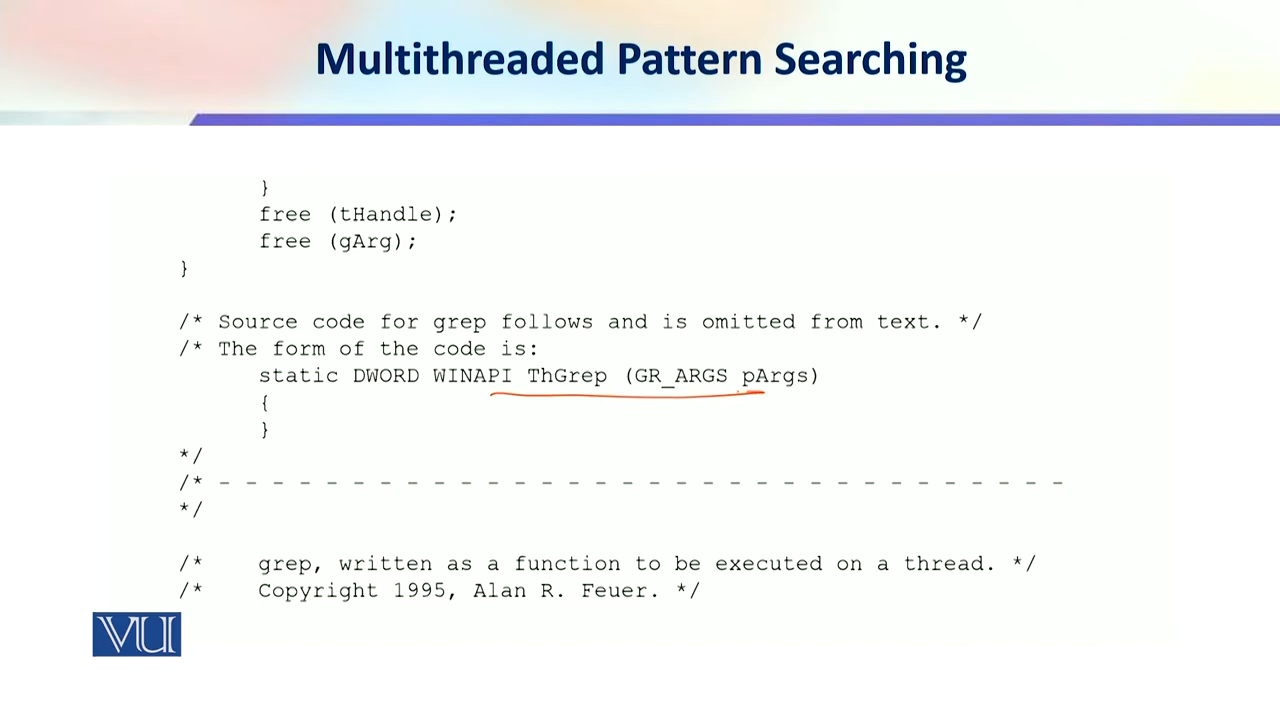 Multithreaded Pattern Searching
}
free (tHandle);
free (gArg);
}
/* Source code for grep follows and is omitted from text. */
/* The form of the code is:
static DWORD WINAPI ThGrep (GR_ARGS pArgs)
{
}
*/
/* - - - - - - - - - - - - - - - - - - - - - - - - - - - - - - - -
*/
/* grep, written as a function to be executed on a thread. */
/* Copyright 1995, Alan R. Feuer. */
VU